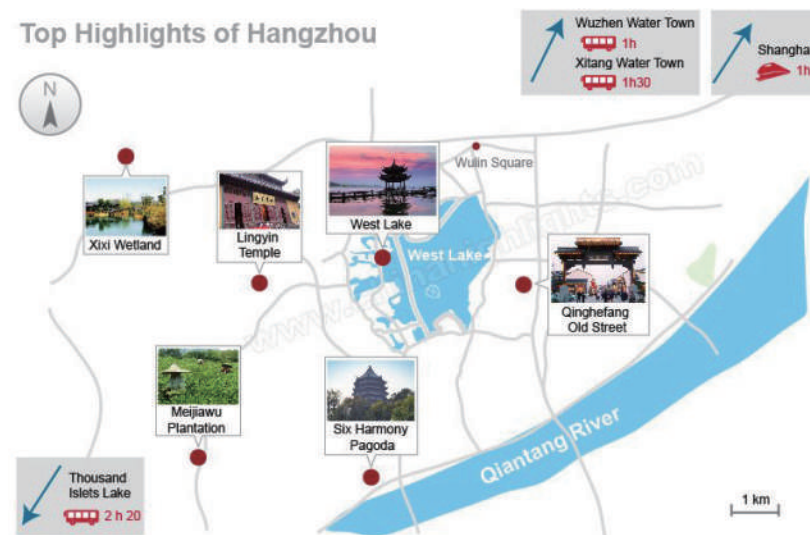 Top Highlights of Hangzhou
Wuzhen Water Town
1h
Xitang Water Town
1h30
Shangha
1h
N
Wulin Square
Xixi Wetland
Lingyin
Temple
West Lake
West Lake
Qinghefang
Old Street
Meijiawu
Plantation
Six Harmony
Pagoda
Qiantang River
Thousand
Islets Lake
2 h 20
1 km